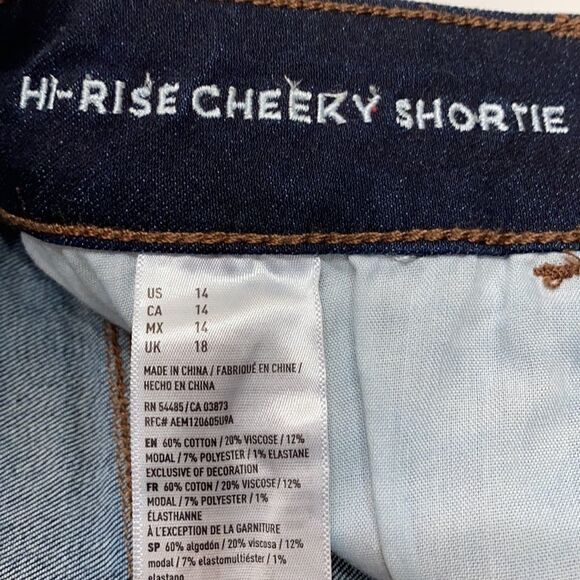 HI-RISE CHEEKY SHORTIE
US 14
CA 14
MX 14
UK 18
MADE IN CHINA / FABRIQUÉ EN CHINE /
HECHO EN CHINA
RN 54485/CA 03873
RFC# AEM120605U9A
EN 60% COTTON / 20% VISCOSE / 12%
MODAL / 7% POLYESTER / 1% ELASTANE
EXCLUSIVE OF DECORATION
FR 60% COTON / 20% VISCOSE / 12%
MODAL / 7% POLYESTER / 1%
ÉLASTHANNE
À L'EXCEPTION DE LA GARNITURE
SP 60% algodón / 20% viscosa / 12%
modal / 7% elastomultiéster / 1%
elastano